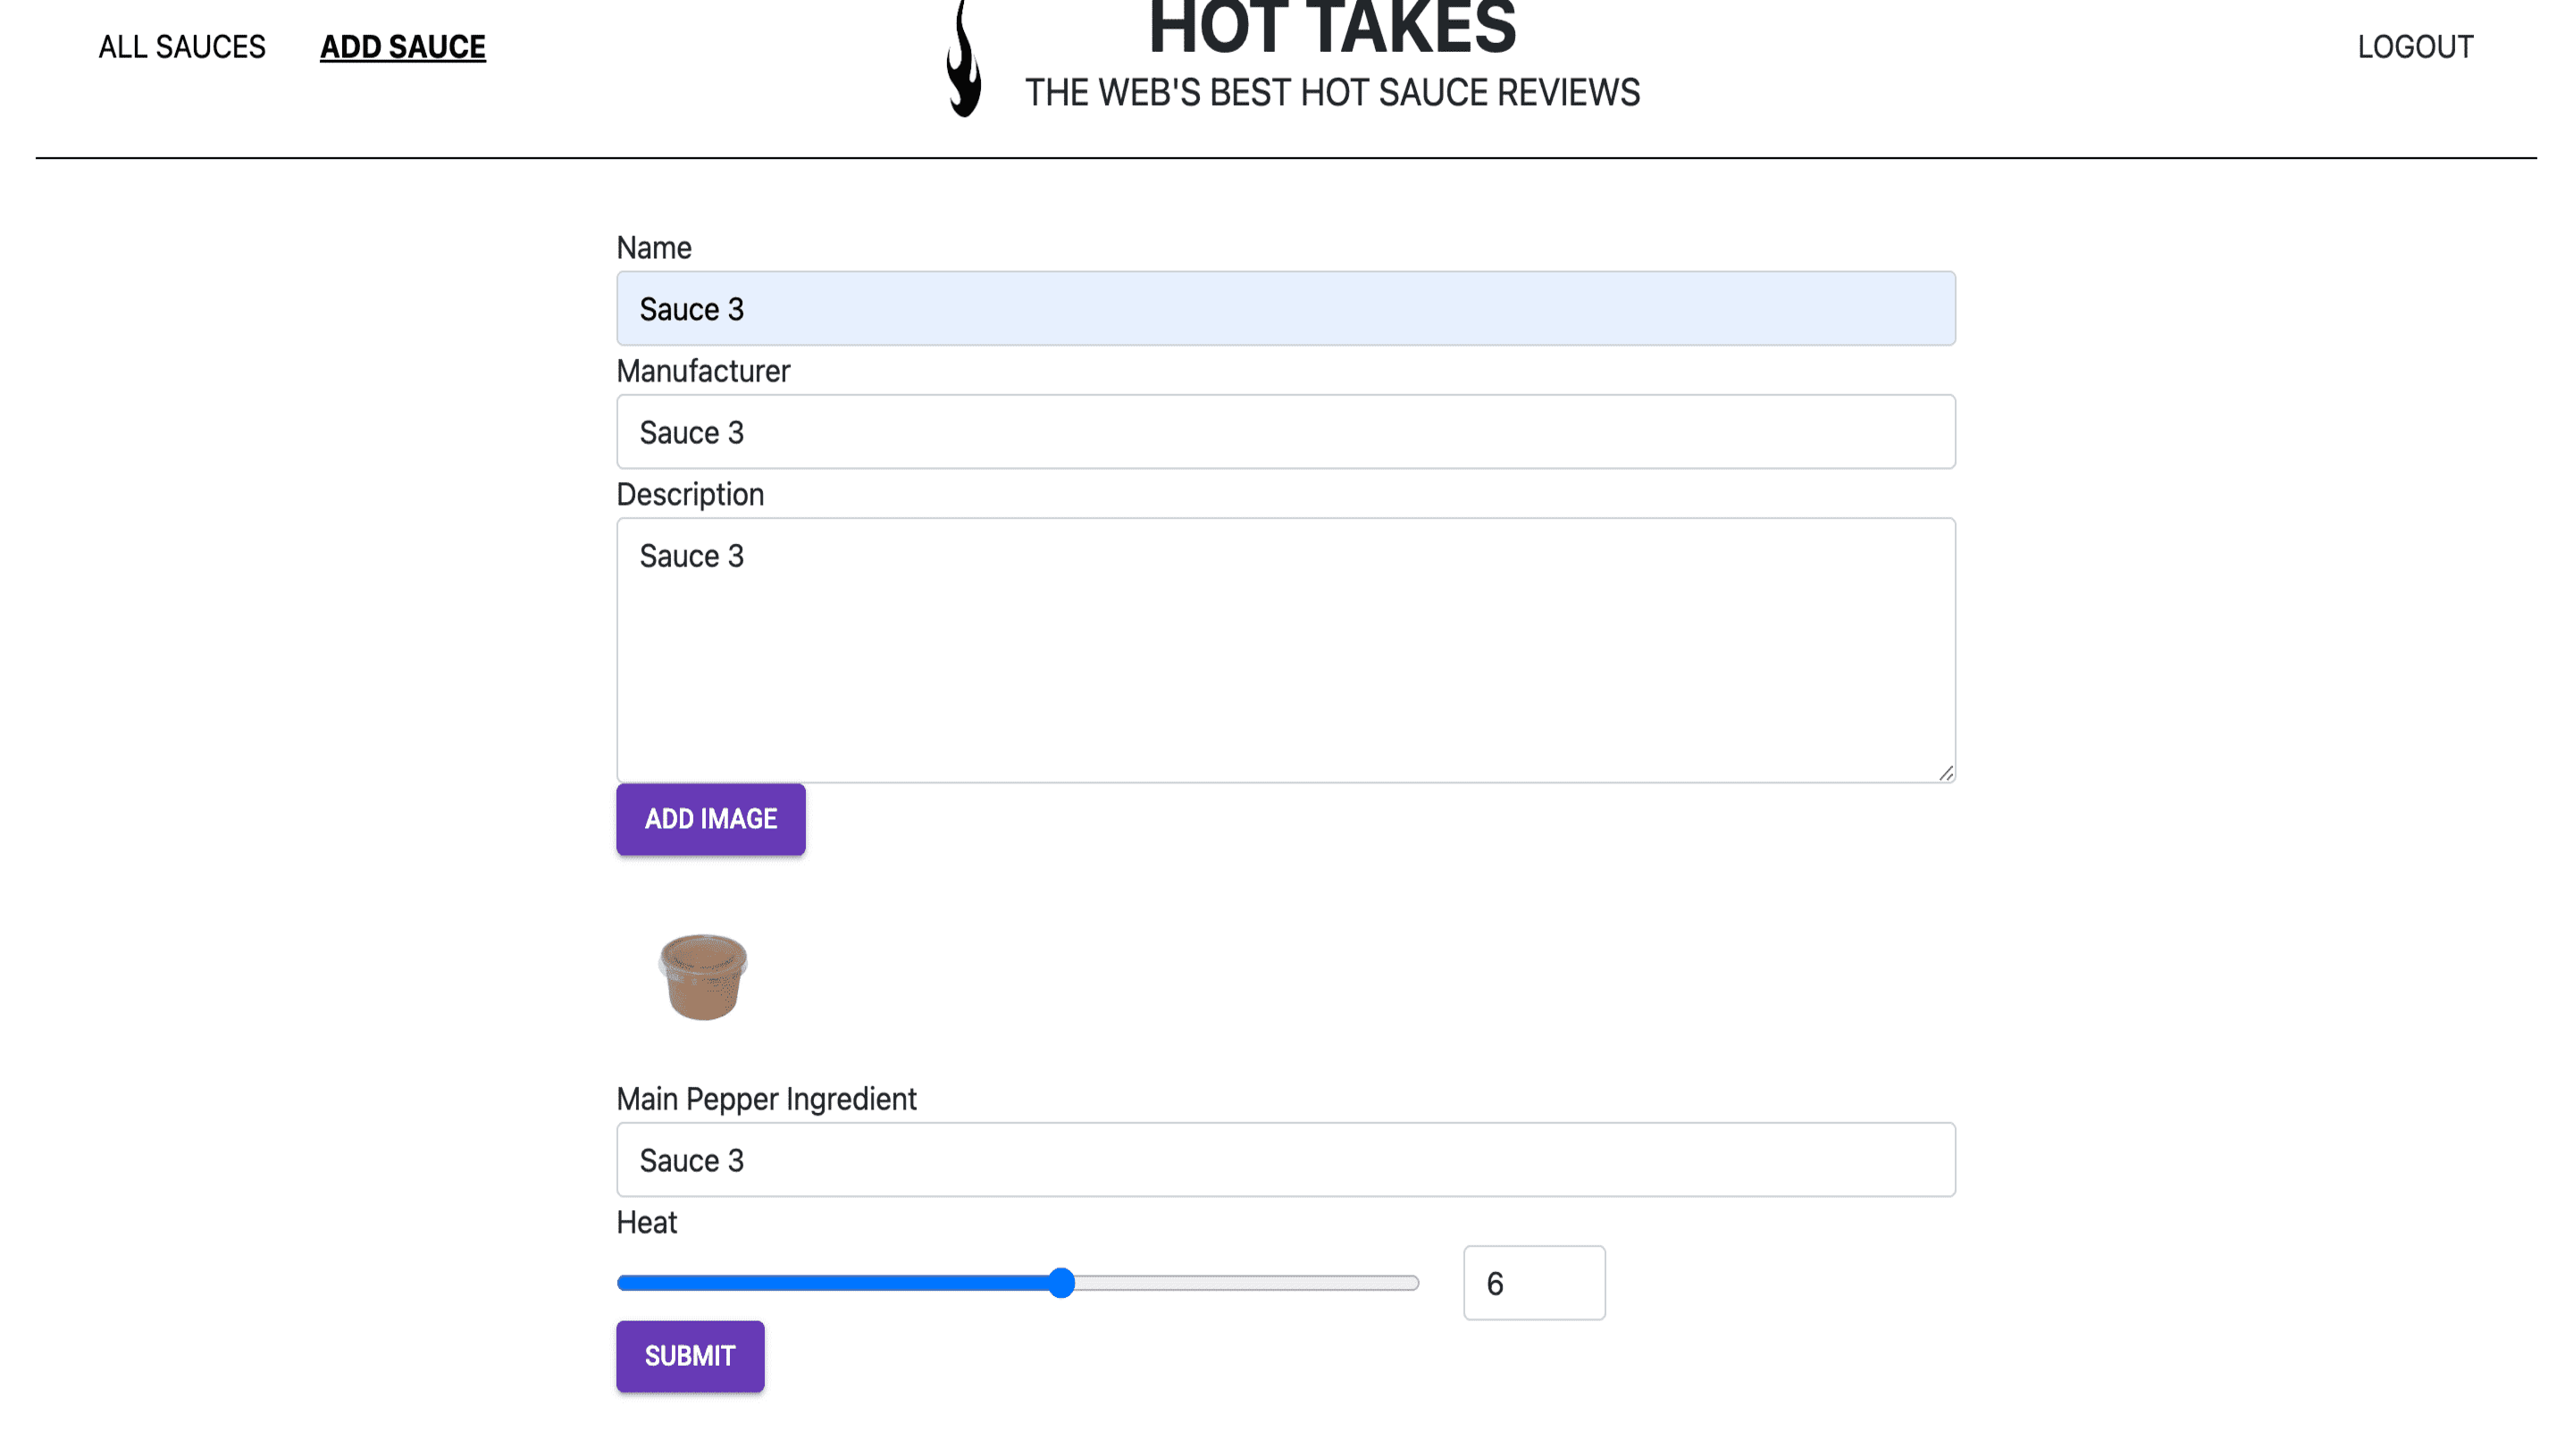 ALL SAUCES
ADD SAUCE
HOT TAKES
THE WEB'S BEST HOT SAUCE REVIEWS
LOGOUT
Name
Sauce 3
Manufacturer
Sauce 3
Description
Sauce 3
ADD IMAGE
Main Pepper Ingredient
Sauce 3
Heat
6
SUBMIT